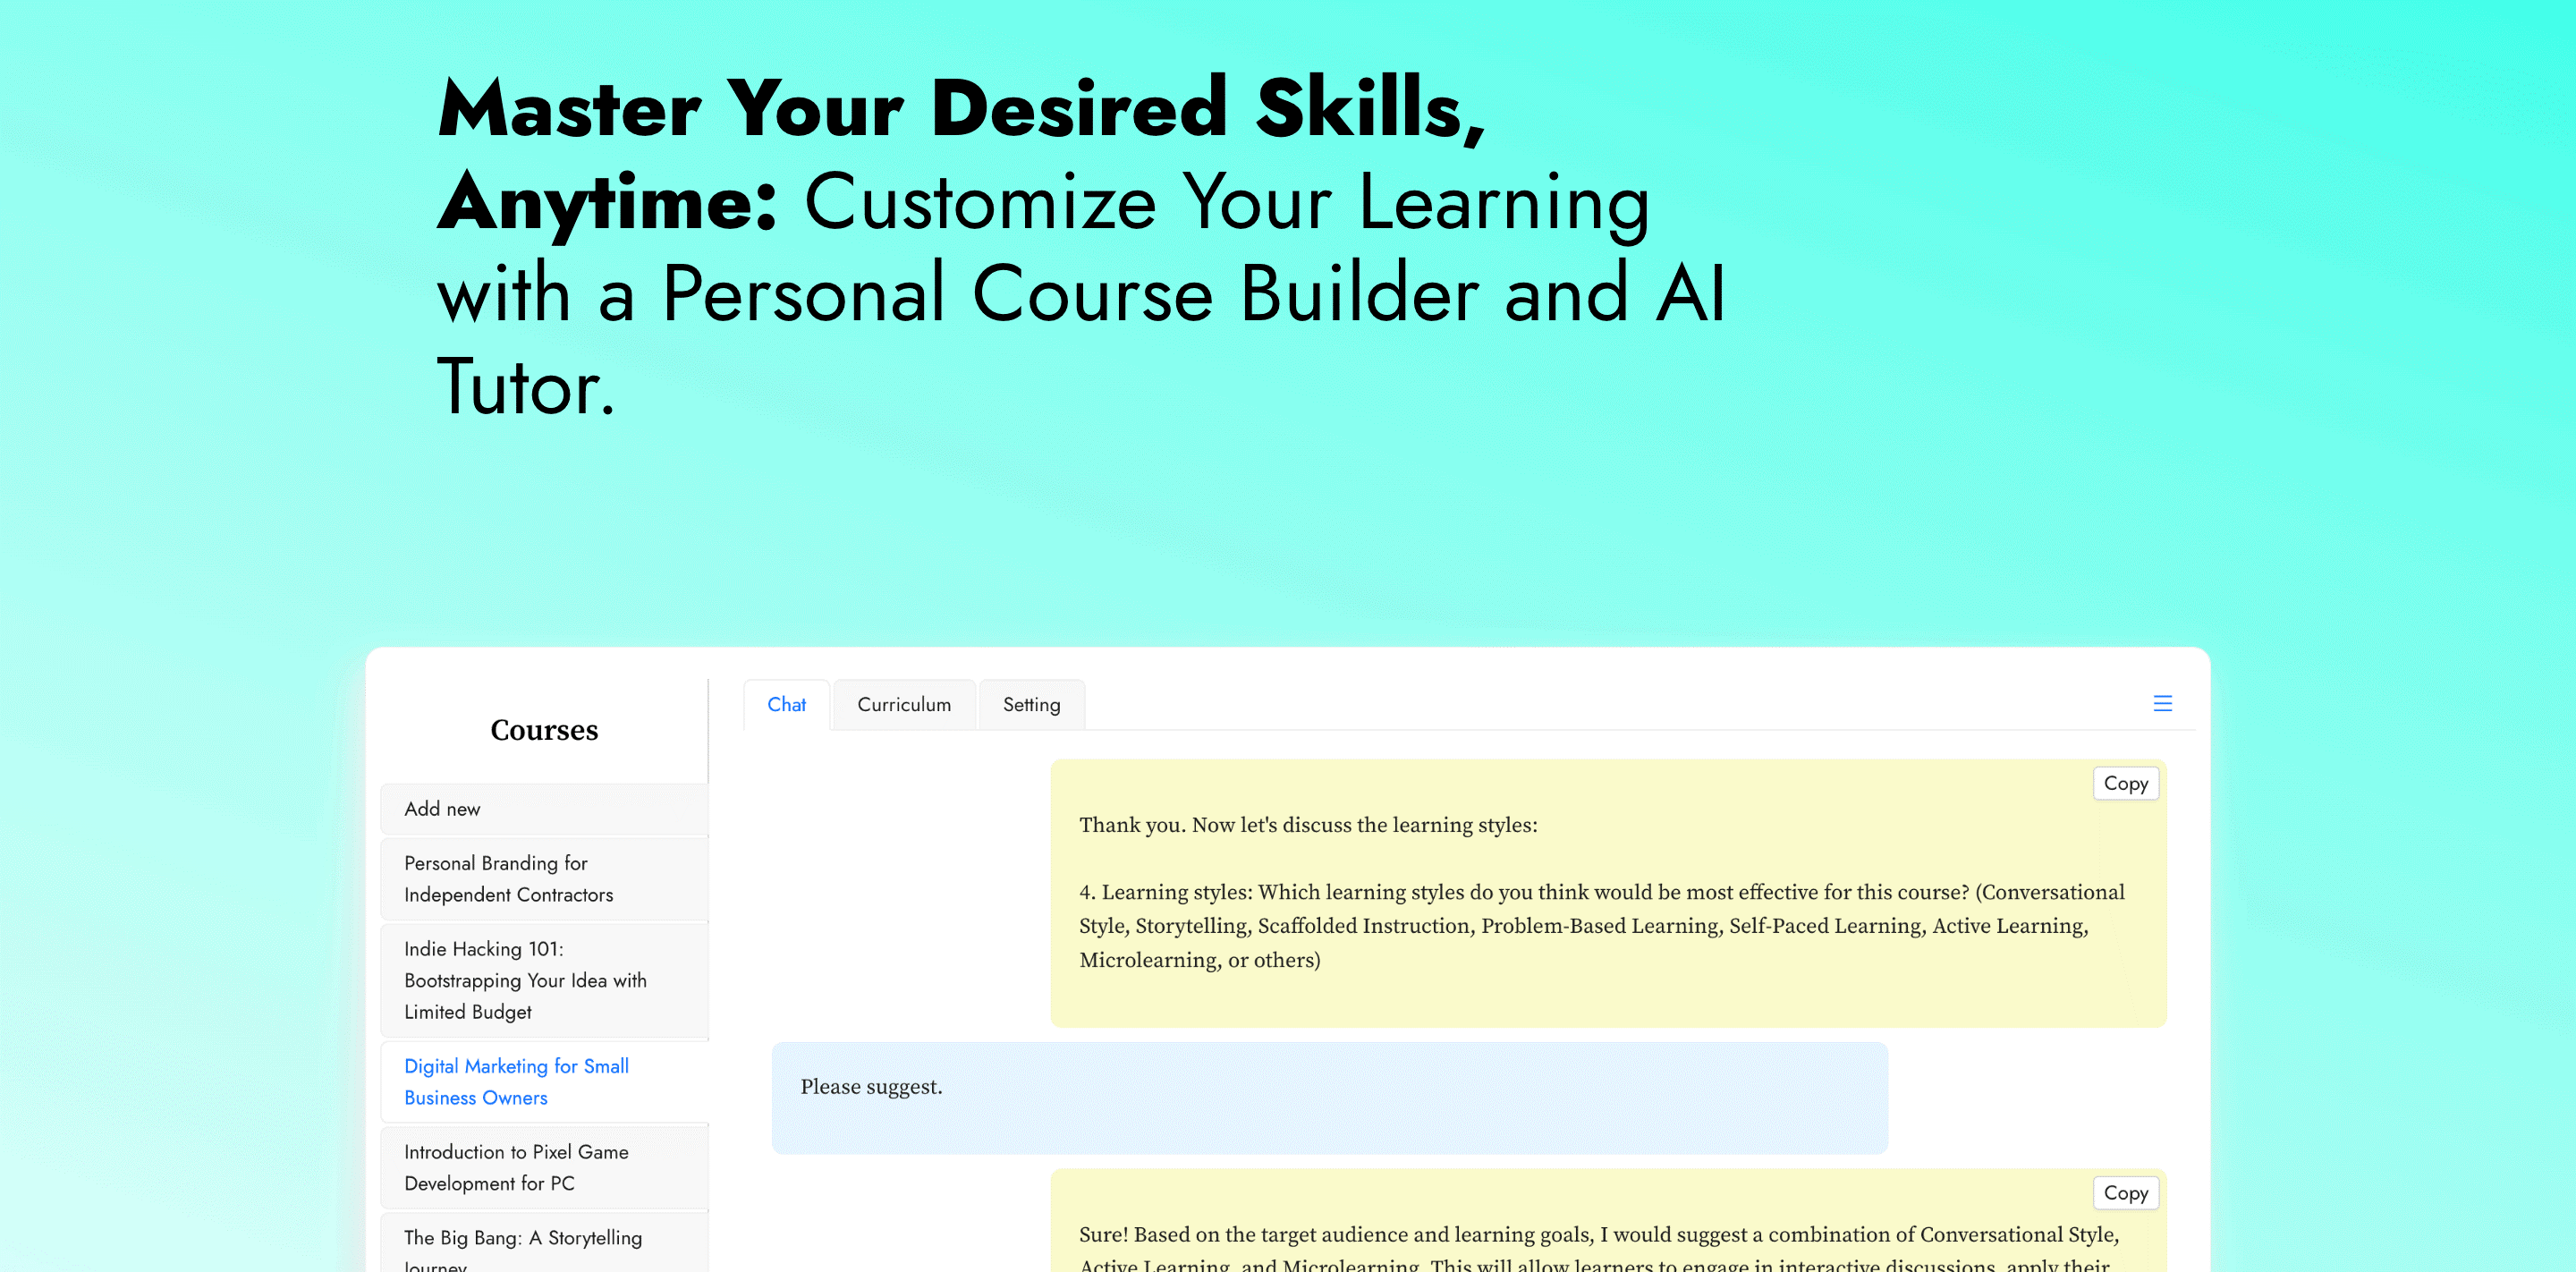 Master Your Desired Skills,
Anytime: Customize Your Learning
with a Personal Course Builder and AI
Tutor.
Courses
Add new
Personal Branding for
Independent Contractors
Indie Hacking 101:
Bootstrapping Your Idea with
Limited Budget
Digital Marketing for Small
Business Owners
Introduction to Pixel Game
Development for PC
The Big Bang: A Storytelling
Journey
Chat
Curriculum
Setting
Copy
Thank you. Now let's discuss the learning styles:
4. Learning styles: Which learning styles do you think would be most effective for this course? (Conversational
Style, Storytelling, Scaffolded Instruction, Problem-Based Learning, Self-Paced Learning, Active Learning,
Microlearning, or others)
Please suggest.
Copy
Sure! Based on the target audience and learning goals, I would suggest a combination of Conversational Style,
Active Learning, and Microlearning. This will allow learners to engage in interactive discussions, apply their